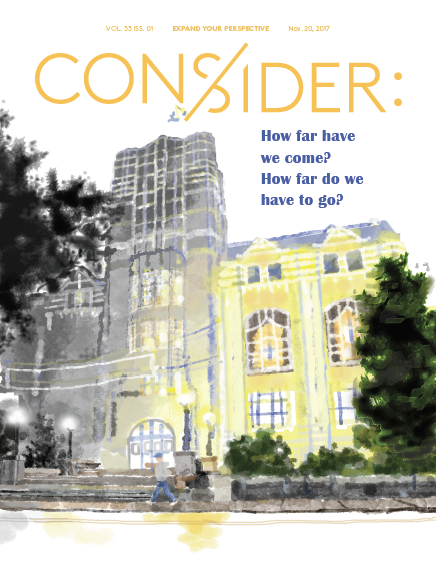 VOL. 53 ISS. 01 EXPAND YOUR PERSPECTIVE Nov. 20, 2017
CONSIDER:
How far have
we come?
How far do we
have to go?